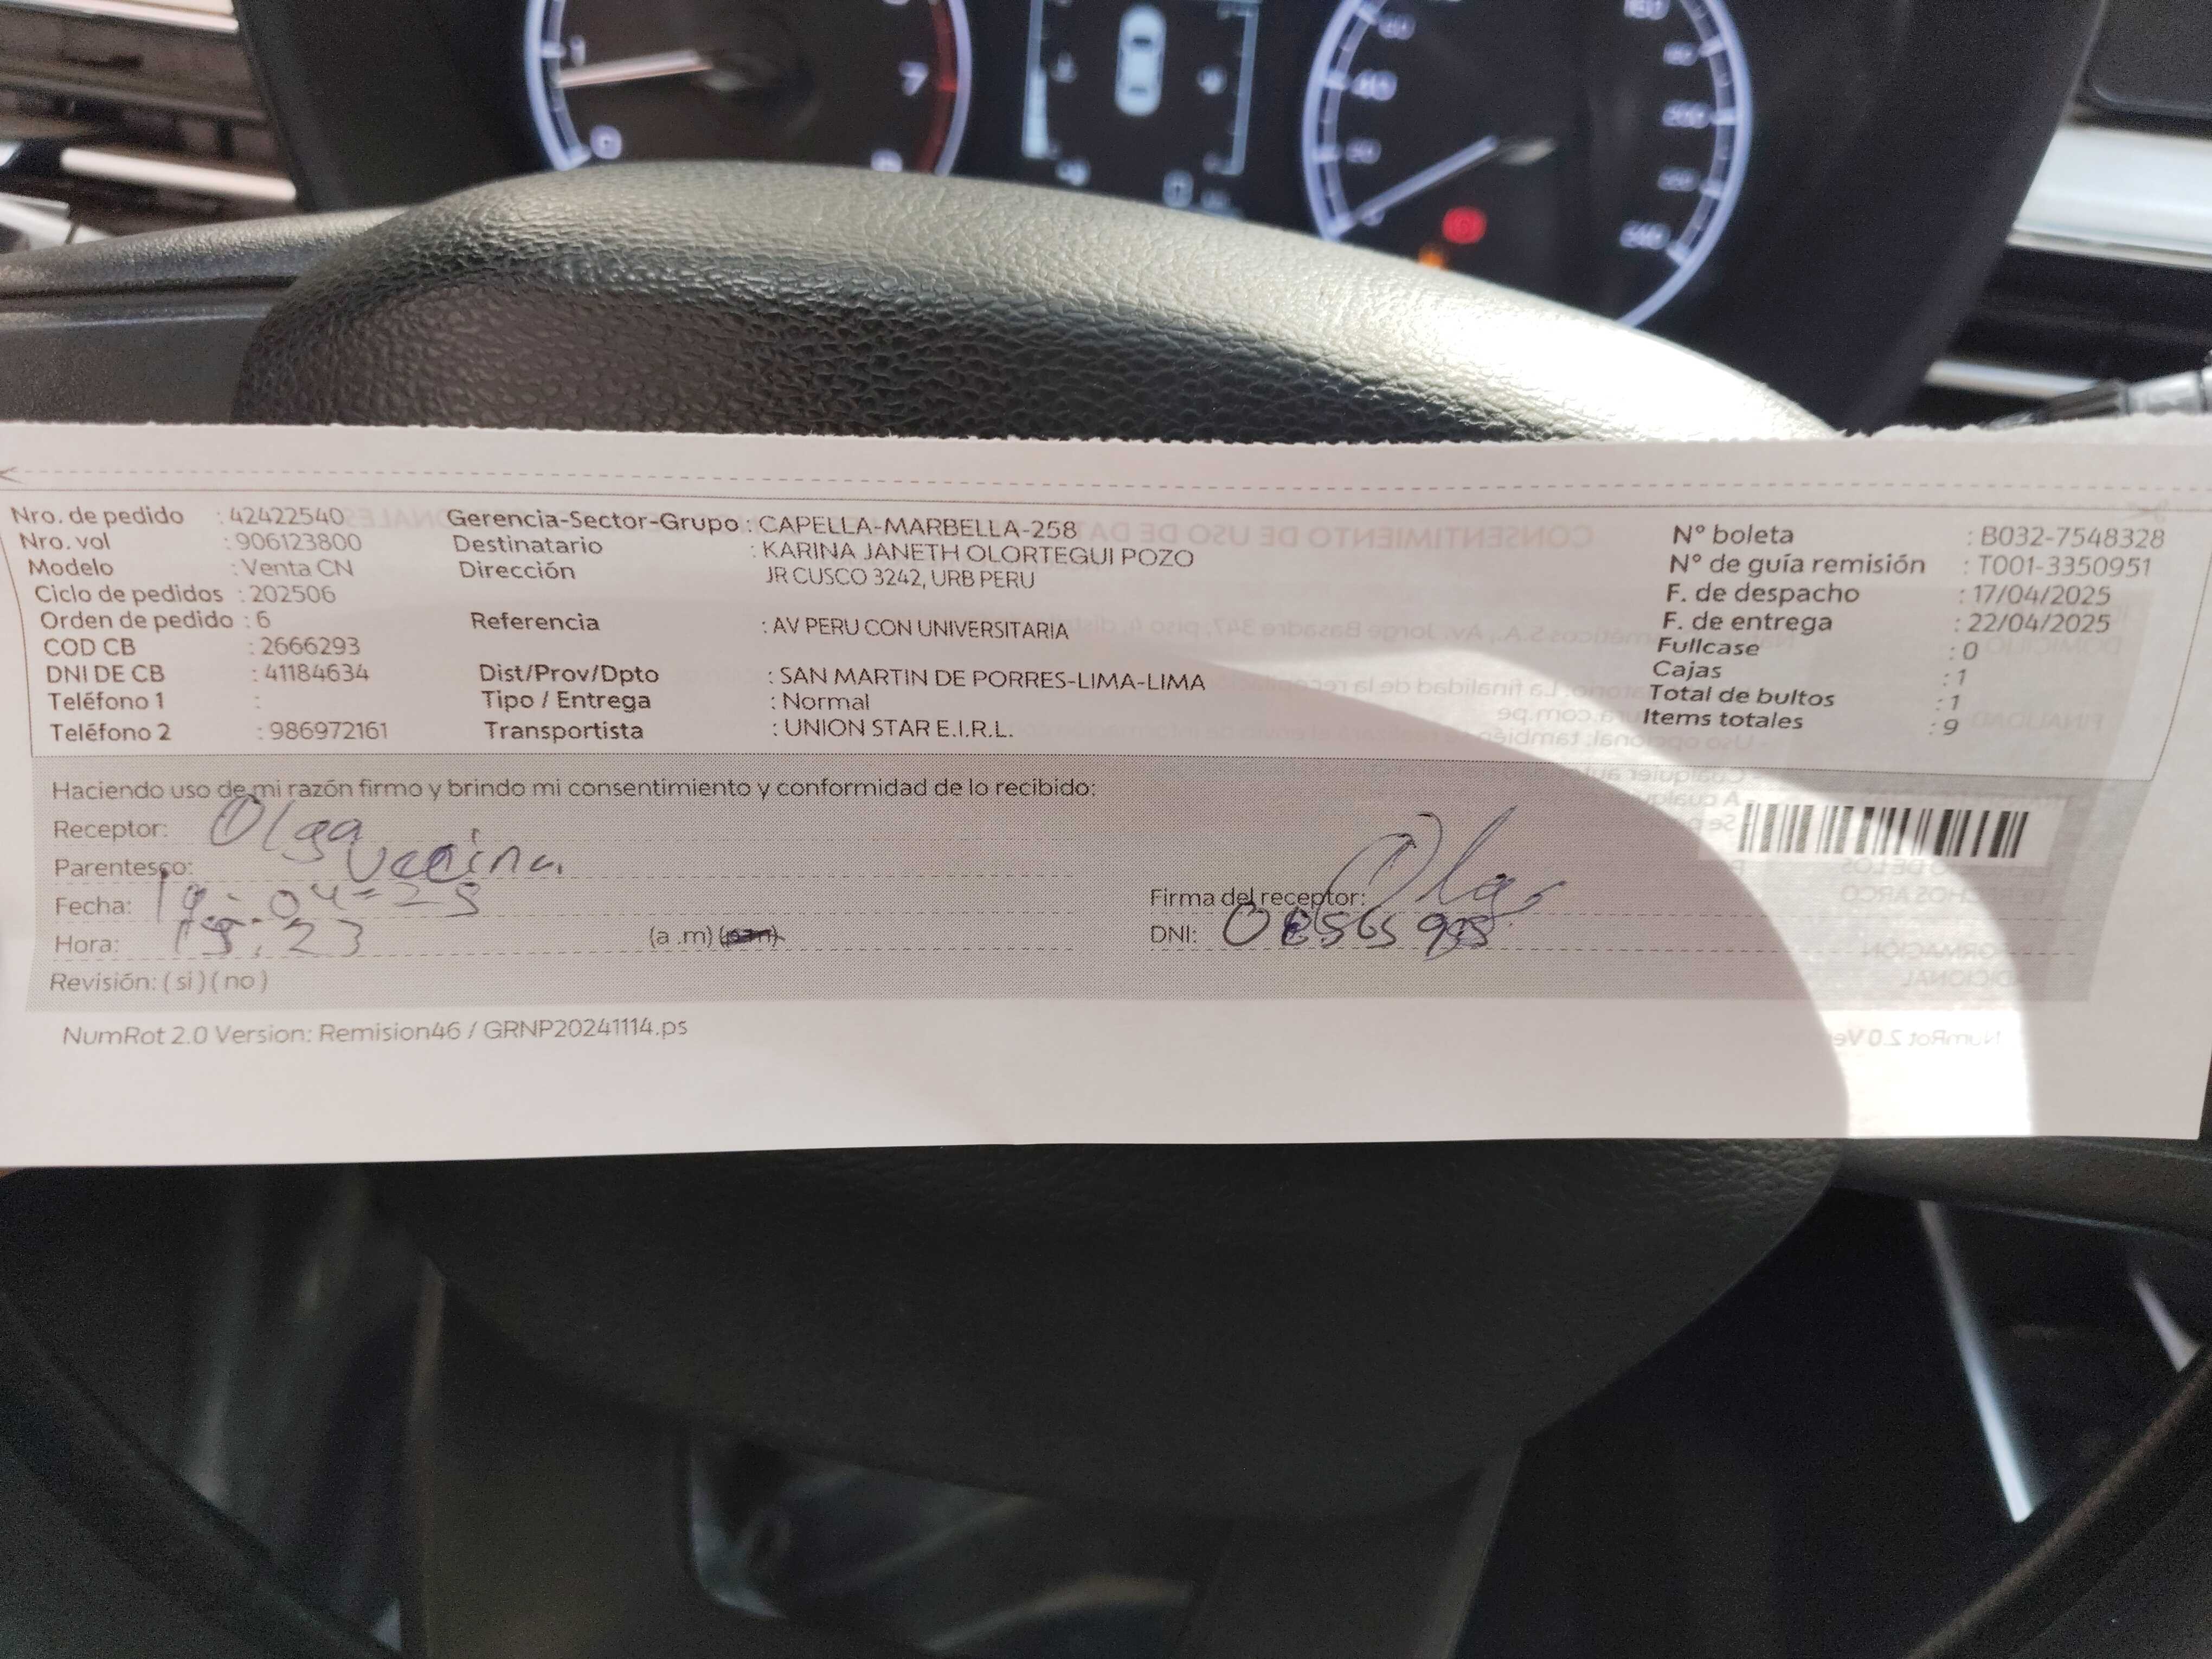 Nro. de pedido : 42422540
Nro. vol : 906123800
Modelo : Venta CN
Ciclo de pedidos : 202506
Orden de pedido : 6
COD CB : 2666293
DNI DE CB : 41184634
Teléfono 1 :
Teléfono 2 : 986972161
Gerencia-Sector-Grupo : CAPELLA-MARBELLA-258
Destinatario : KARINA JANETH OLORTEGUI POZO
Dirección JR CUSCO 3242, URB PERU
Referencia : AV PERU CON UNIVERSITARIA
Dist/Prov/Dpto : SAN MARTIN DE PORRES-LIMA-LIMA
Tipo / Entrega : Normal
Transportista : UNION STAR E.I.R.L.
N° boleta : B032-7548328
N° de guía remisión : T001-3350951
F. de despacho : 17/04/2025
F. de entrega : 22/04/2025
Fullcase : 0
Cajas : 1
Total de bultos : 1
Items totales : 9
Haciendo uso de mi razón firmo y brindo mi consentimiento y conformidad de lo recibido:
Receptor: Olga
Parentesco: Vecina
Fecha:
Hora: (a .m) (p.m)
Revisión: ( si ) ( no )
Firma del receptor: Olga
DNI:
NumRot 2.0 Version: Remision46 / GRNP20241114.ps